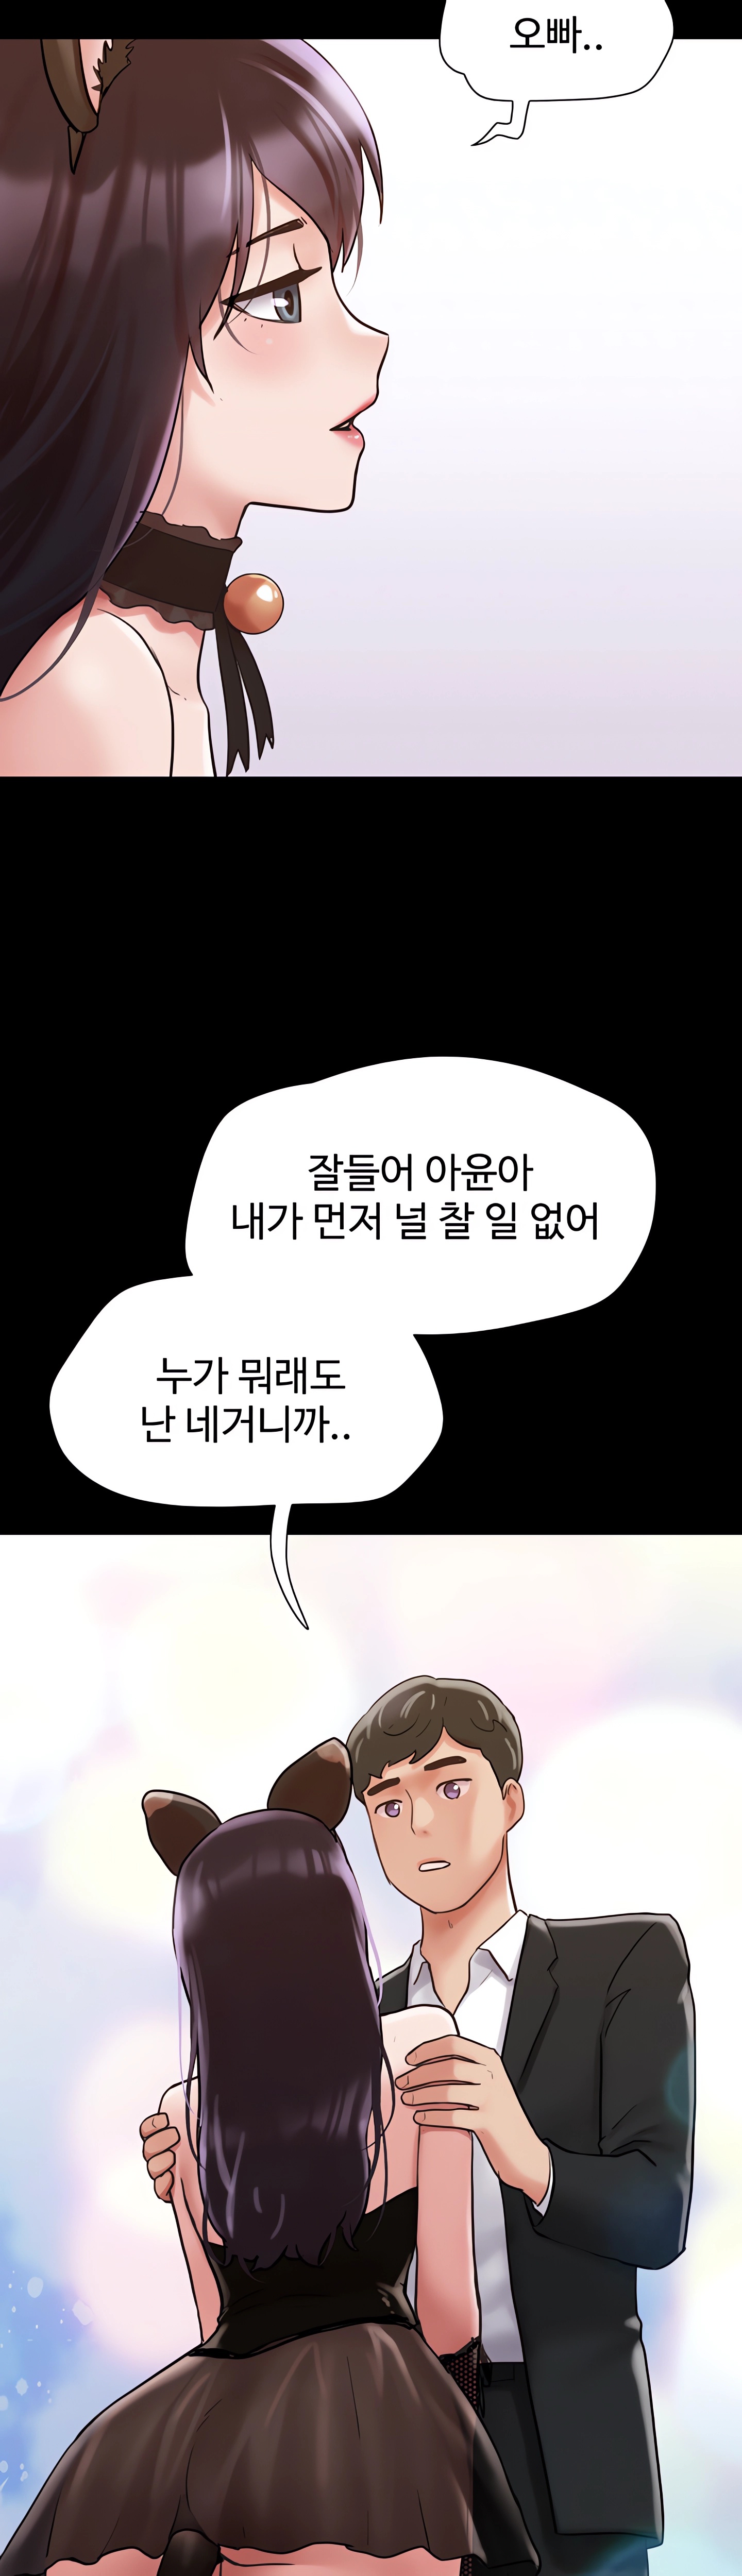 오빠..
잘들어 아윤아
내가 먼저 널 찰 일 없어
누가 뭐래도
난 네거니까..